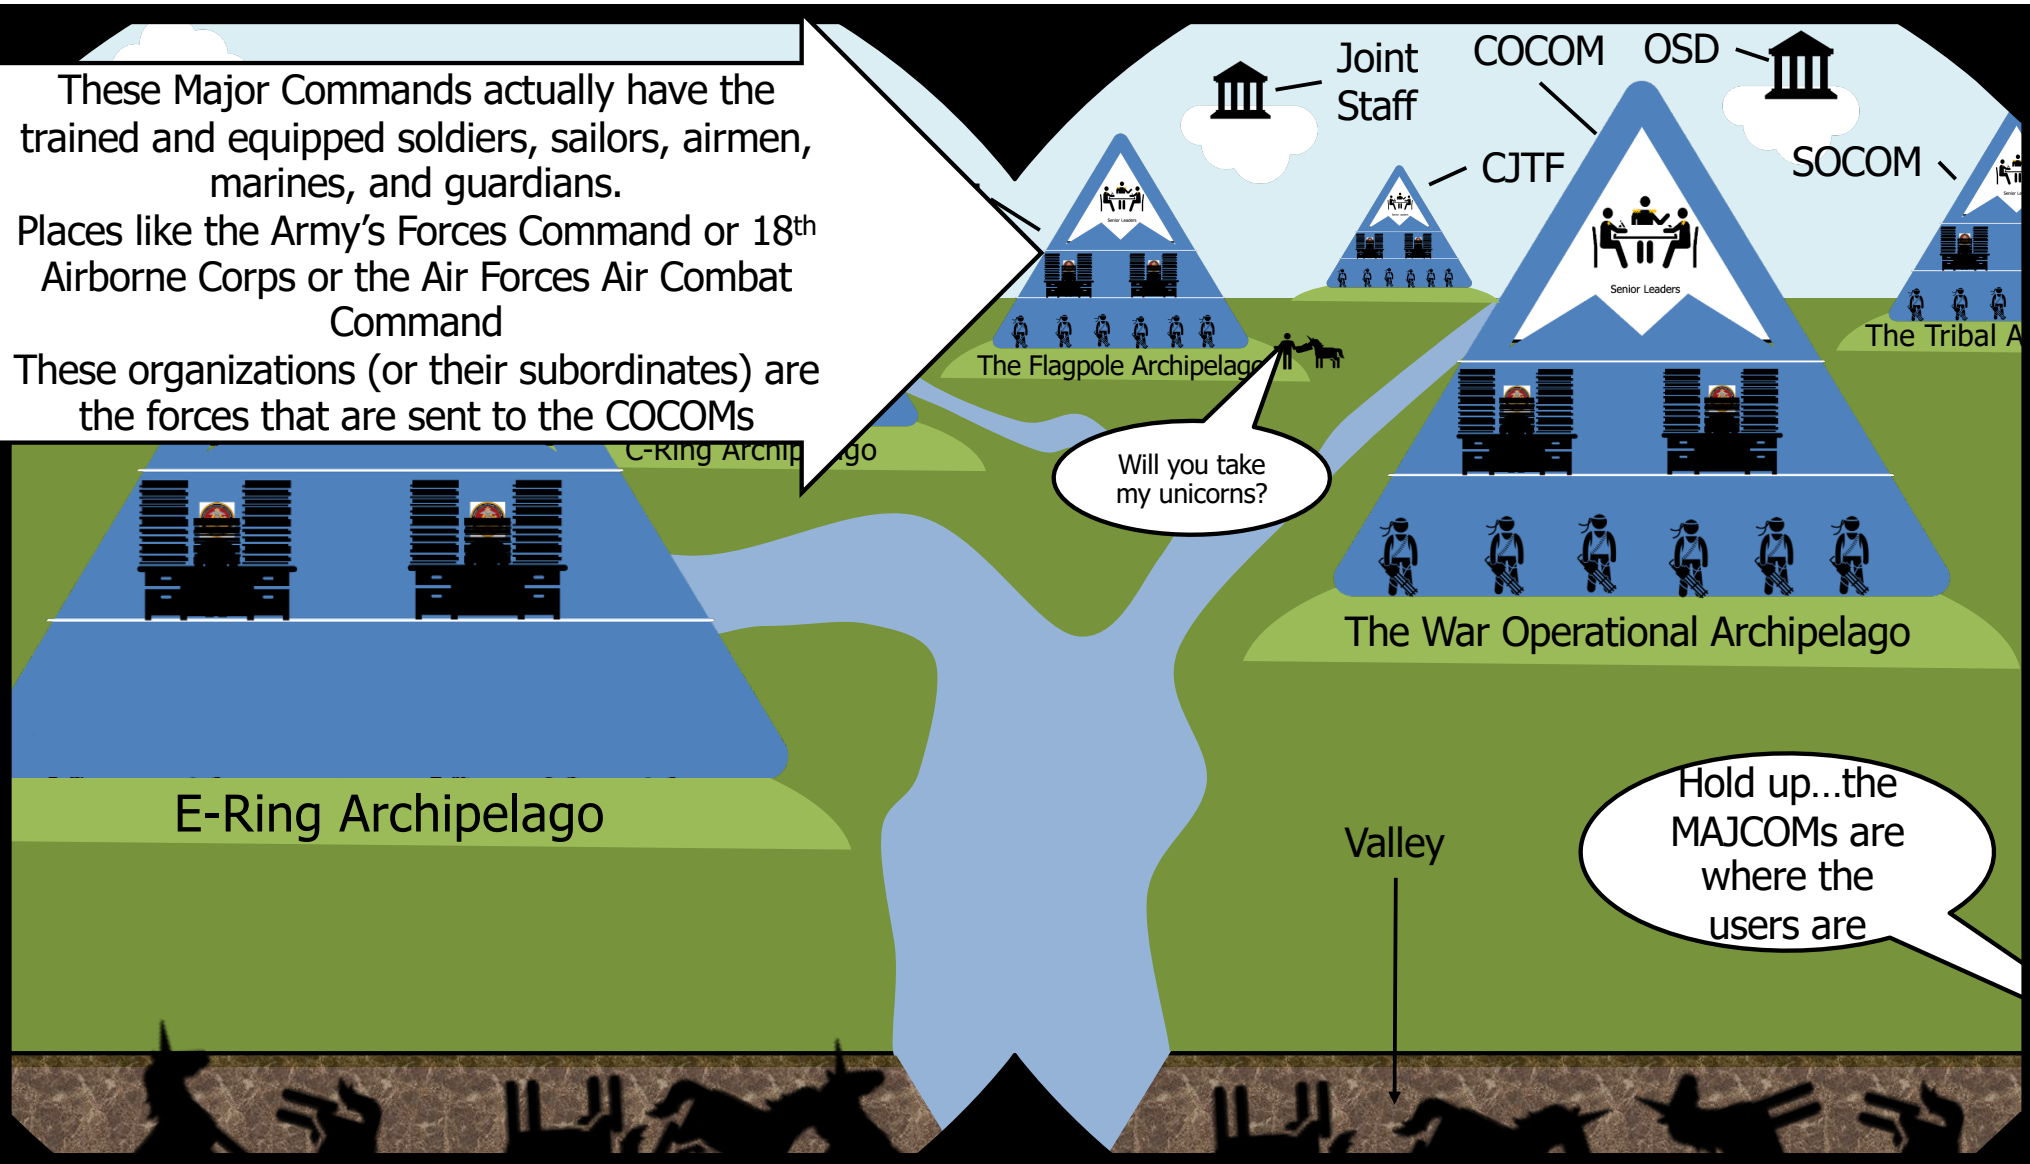 These Major Commands actually have the
trained and equipped soldiers, sailors, airmen,
marines, and guardians.
Places like the Army's Forces Command or 18th
Airborne Corps or the Air Forces Air Combat
Command
These organizations (or their subordinates) are
the forces that are sent to the COCOMs
Joint
Staff
COCOM
OSD
CJTF
SOCOM
Senior Leaders
Senior Leaders
The Flagpole Archipelago
The Tribal A
C-Ring Archipelago
Will you take
my unicorns?
The War Operational Archipelago
E-Ring Archipelago
Valley
Hold up...the
MAJCOMs are
where the
users are